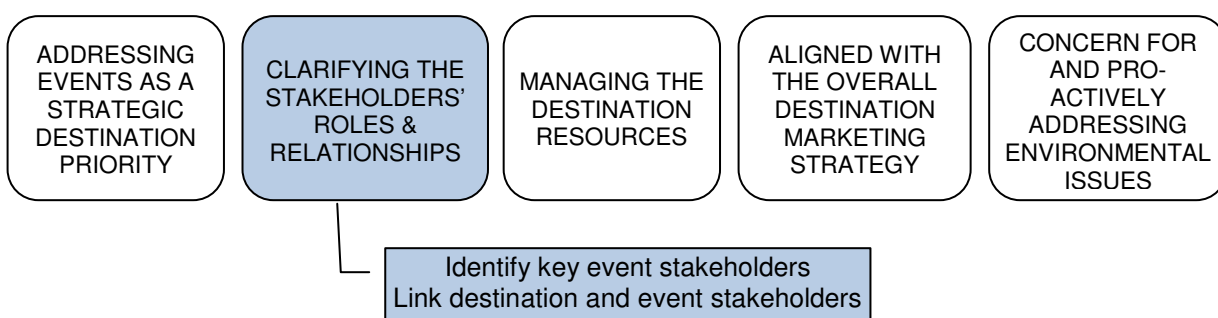 ADDRESSING
EVENTS AS A
STRATEGIC
DESTINATION
PRIORITY
CLARIFYING THE
STAKEHOLDERS'
ROLES &
RELATIONSHIPS
MANAGING THE
DESTINATION
RESOURCES
ALIGNED WITH
THE OVERALL
DESTINATION
MARKETING
STRATEGY
CONCERN FOR
AND PRO-
ACTIVELY
ADDRESSING
ENVIRONMENTAL
ISSUES
Identify key event stakeholders
Link destination and event stakeholders